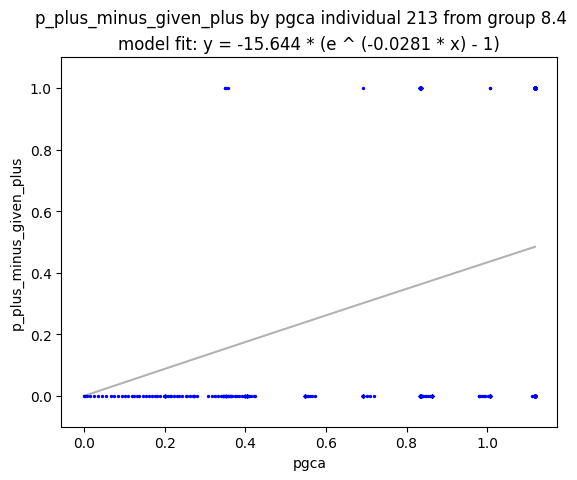 p_plus_minus_given_plus by pgca individual 213 from group 8.4
model fit: y = -15.644 * (e ^ (-0.0281 * x) - 1)
1.0
0.8
0.6
0.4
0.2
0.0
p_plus_minus_given_plus
0.0 0.2 0.4 0.6 0.8 1.0
pgca